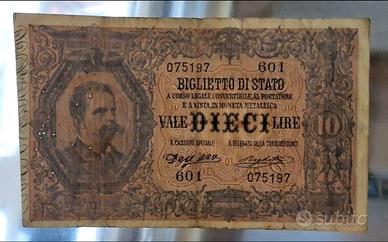 601
075197
BIGLIETTO DI STATO
A CORSO LEGALE, CONVERTIBILE AL PORTATORE
E A VISTA, IN MONETA METALLICA
VALE DIECI LIRE
10
IL CASSIERE SPECIALE
IL DELEGATO DELLA CORTE DEI CONTI
601
075197
subito